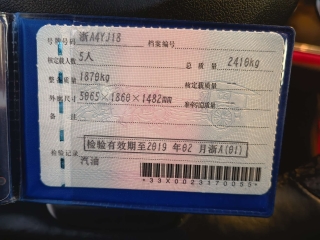 号牌号码 浙A4YJ18 档案编号
核定载人数 5人 总质量 2410kg
整备质量 1870kg 核定载质量
外廓尺寸 5065×1860×1482mm 准牵引总质量
备注
检验有效期至2019年02月浙A(01)
检验记录
汽油
*33X0023170055*